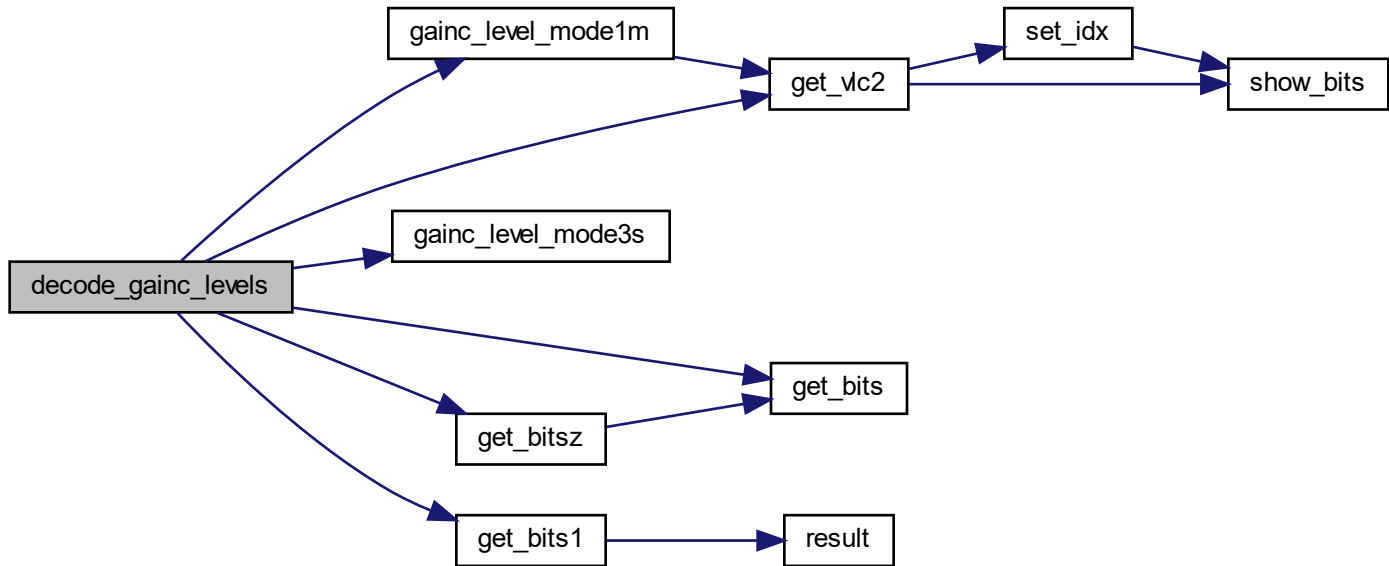 gainc_level_mode1m
set_idx
get_vlc2
show_bits
gainc_level_mode3s
decode_gainc_levels
get_bits
get_bitsz
get_bits1
result